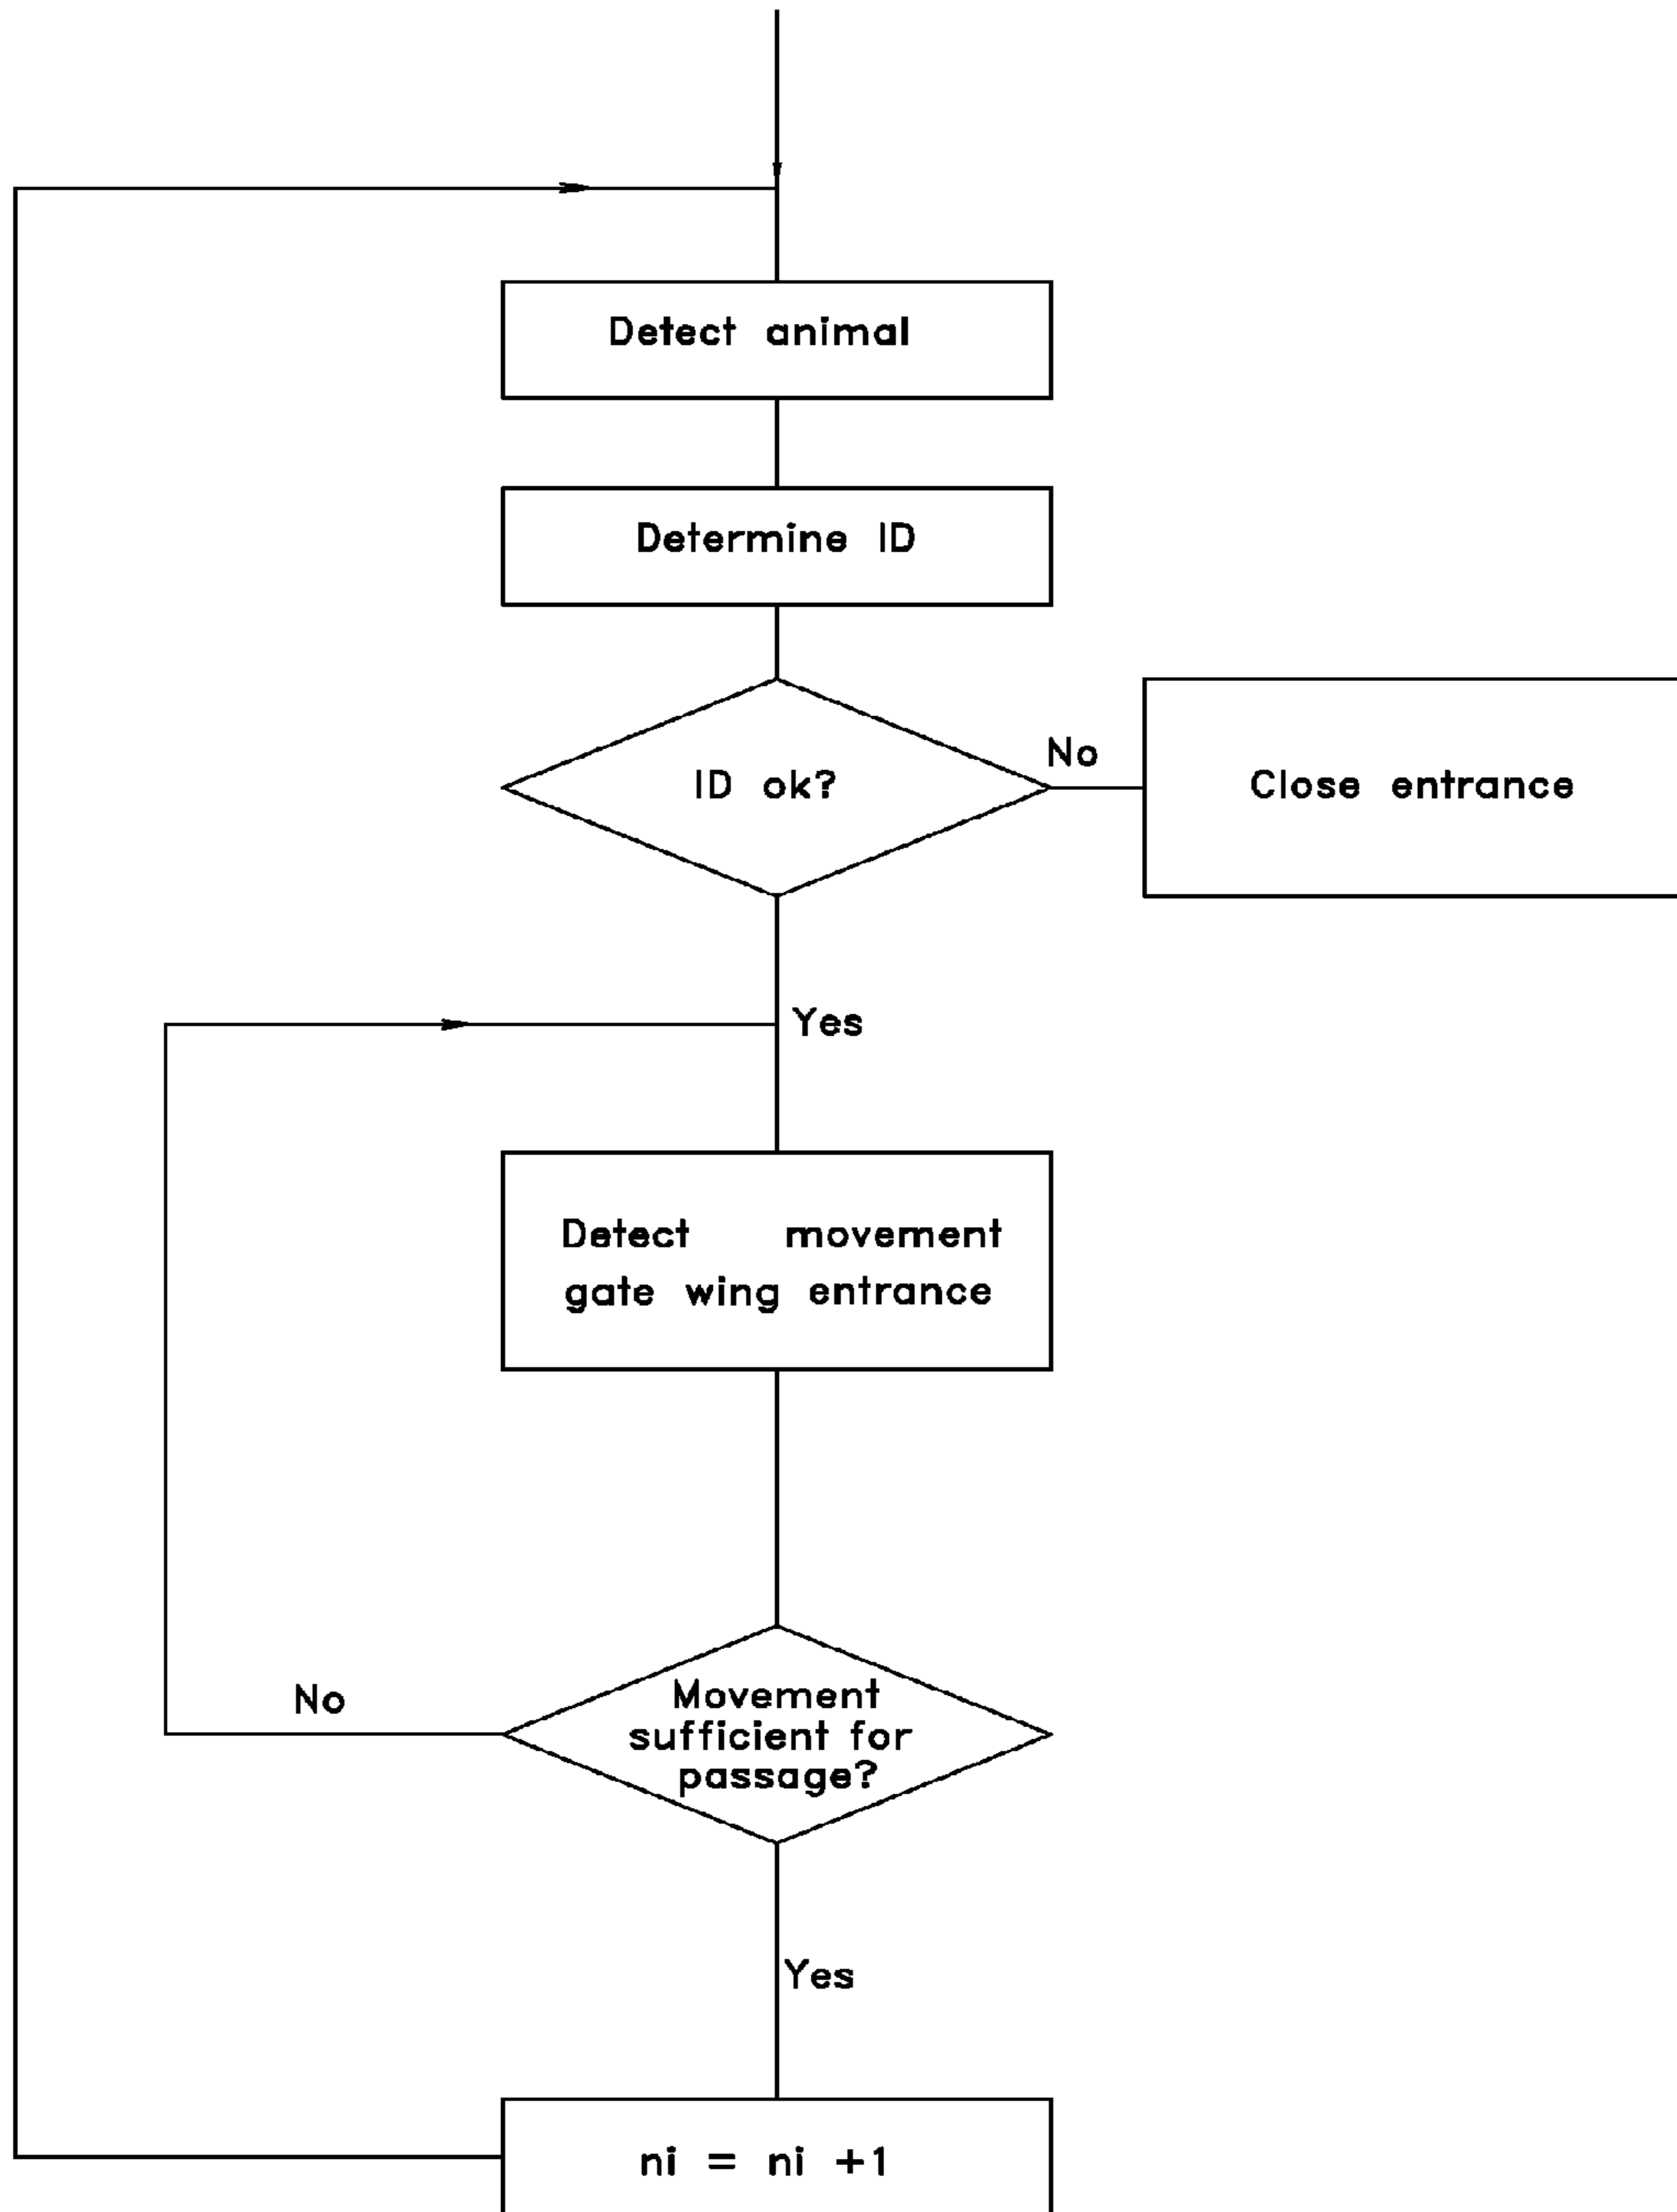 Detect animal
Determine ID
ID ok?
No
Close entrance
Yes
Detect movement
gate wing entrance
Movement
sufficient for
passage?
No
Yes
ni = ni +1